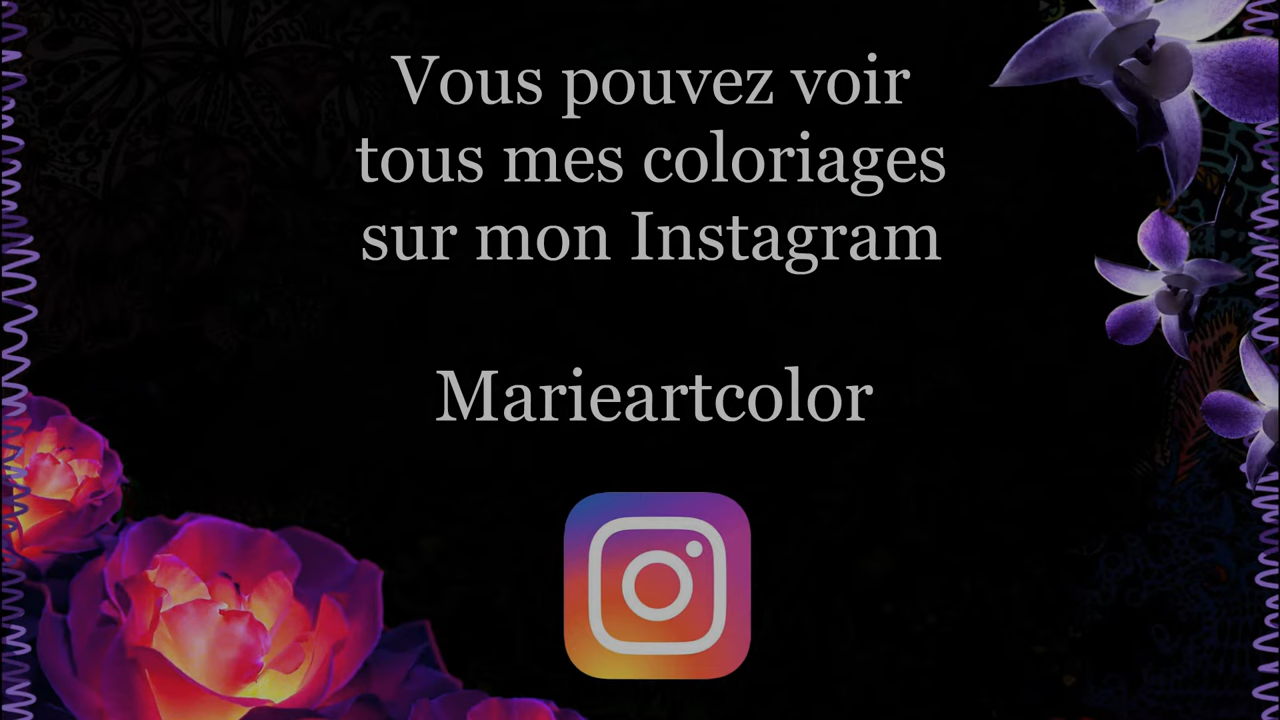 Vous pouvez voir
tous mes coloriages
sur mon Instagram
Marieartcolor